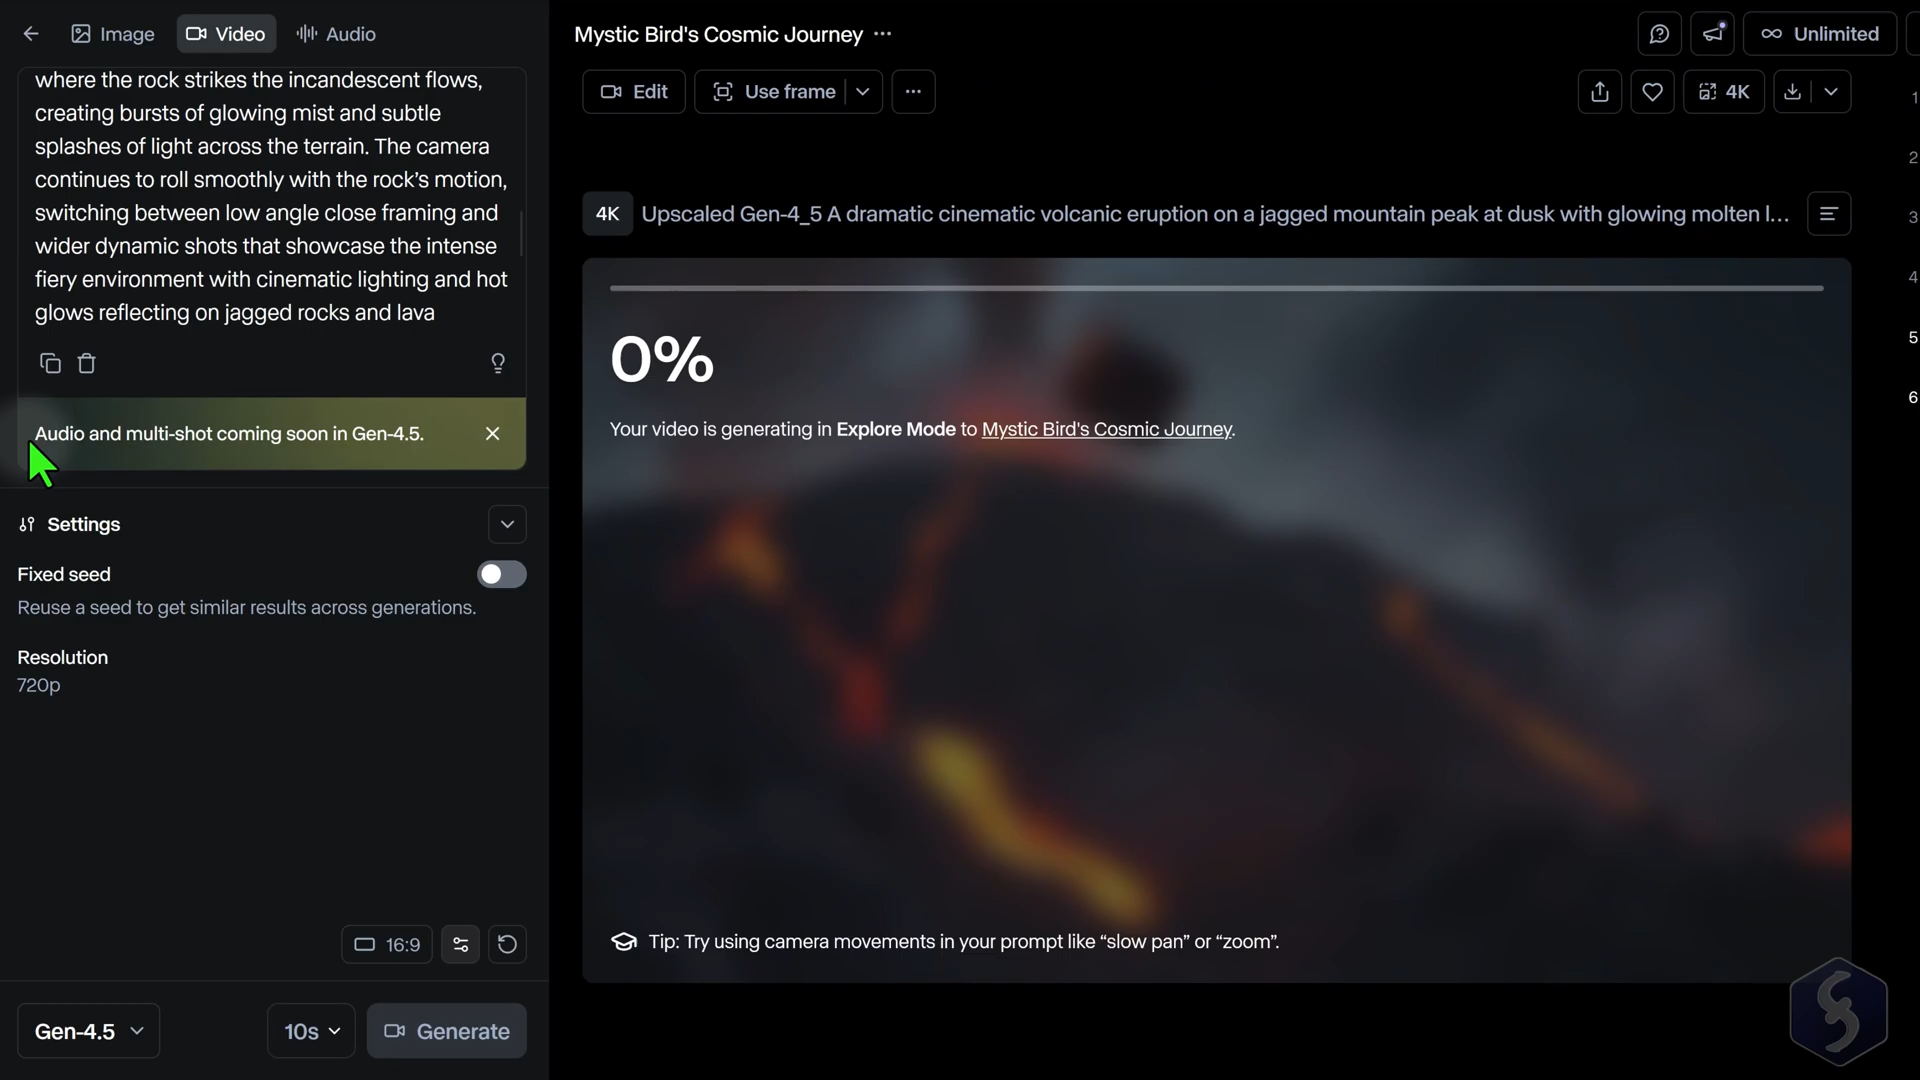 Image
Video
Audio
where the rock strikes the incandescent flows,
creating bursts of glowing mist and subtle
splashes of light across the terrain. The camera
continues to roll smoothly with the rock’s motion,
switching between low angle close framing and
wider dynamic shots that showcase the intense
fiery environment with cinematic lighting and hot
glows reflecting on jagged rocks and lava
Audio and multi-shot coming soon in Gen-4.5.
Settings
Fixed seed
Reuse a seed to get similar results across generations.
Resolution
720p
16:9
Gen-4.5
10s
Generate
Mystic Bird's Cosmic Journey
Unlimited
Edit
Use frame
4K
4K Upscaled Gen-4_5 A dramatic cinematic volcanic eruption on a jagged mountain peak at dusk with glowing molten l...
0%
Your video is generating in Explore Mode to Mystic Bird's Cosmic Journey.
Tip: Try using camera movements in your prompt like “slow pan” or “zoom”.
1
2
3
4
5
6